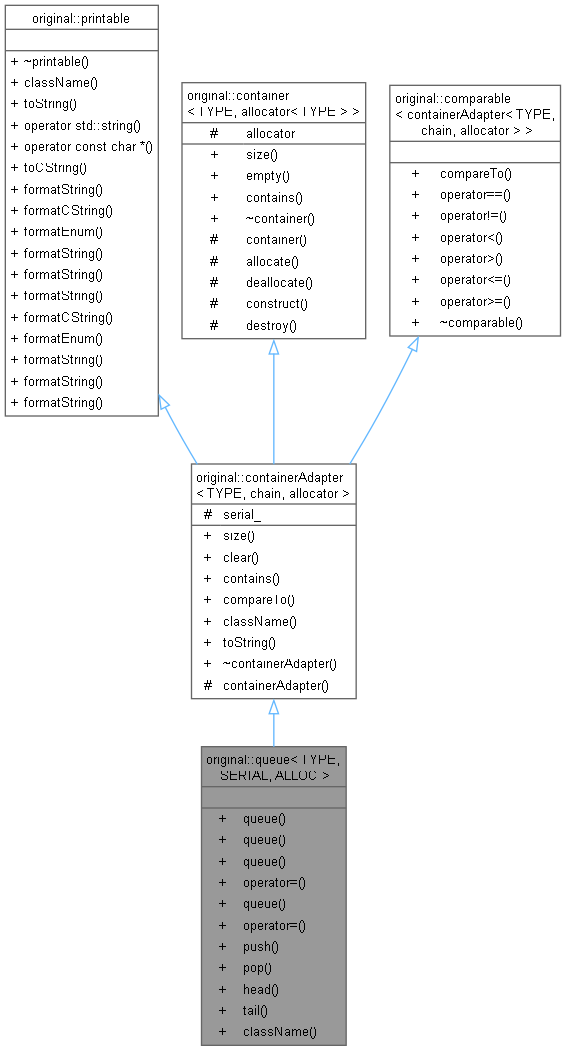 original::printable
+ ~printable()
+ className()
+ toString()
+ operator std::string()
+ operator const char *()
+ toCString()
+ formatString()
+ formatCString()
+ formatEnum()
+ formatString()
+ formatString()
+ formatString()
+ formatCString()
+ formatEnum()
+ formatString()
+ formatString()
+ formatString()
original::container
< TYPE, allocator< TYPE > >
# allocator
+ size()
+ empty()
+ contains()
+ ~container()
# container()
# allocate()
# deallocate()
# construct()
# destroy()
original::comparable
< containerAdapter< TYPE,
chain, allocator > >
+ compareTo()
+ operator==()
+ operator!=()
+ operator<()
+ operator>()
+ operator<=()
+ operator>=()
+ ~comparable()
original::containerAdapter
< TYPE, chain, allocator >
# serial_
+ size()
+ clear()
+ contains()
+ compareTo()
+ className()
+ toString()
+ ~containerAdapter()
# containerAdapter()
original::queue< TYPE,
SERIAL, ALLOC >
+ queue()
+ queue()
+ queue()
+ operator=()
+ queue()
+ operator=()
+ push()
+ pop()
+ head()
+ tail()
+ className()